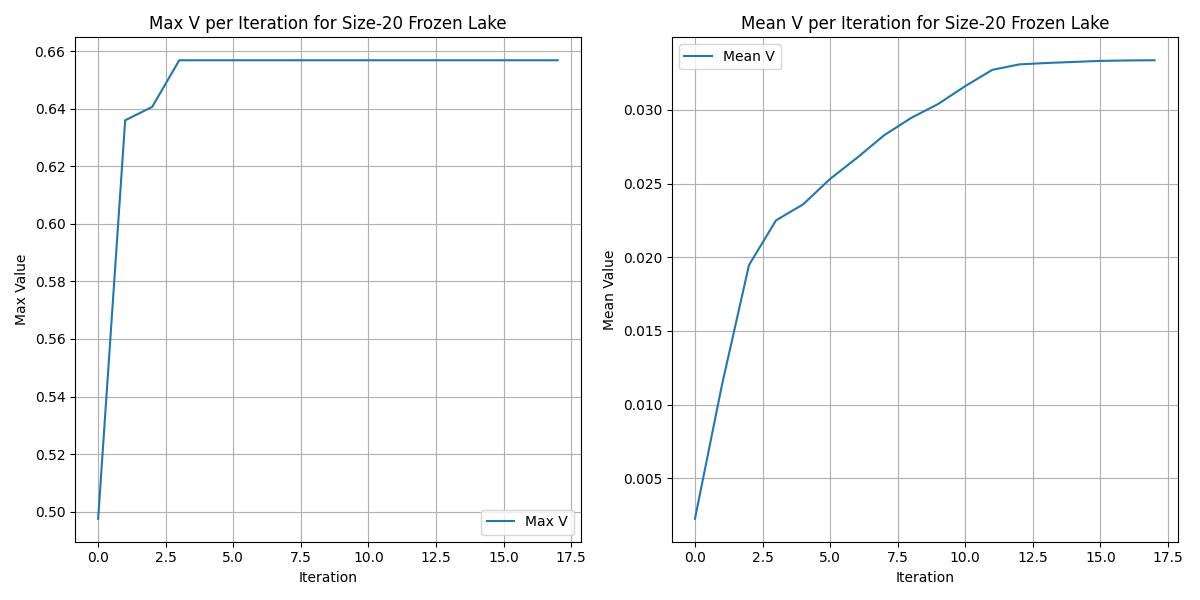 Max V per Iteration for Size-20 Frozen Lake
0.66
0.64
0.62
0.60
0.58
0.56
0.54
0.52
0.50
Max Value
Max V
0.0 2.5 5.0 7.5 10.0 12.5 15.0 17.5
Iteration
Mean V per Iteration for Size-20 Frozen Lake
Mean V
0.030
0.025
0.020
0.015
0.010
0.005
Mean Value
0.0 2.5 5.0 7.5 10.0 12.5 15.0 17.5
Iteration